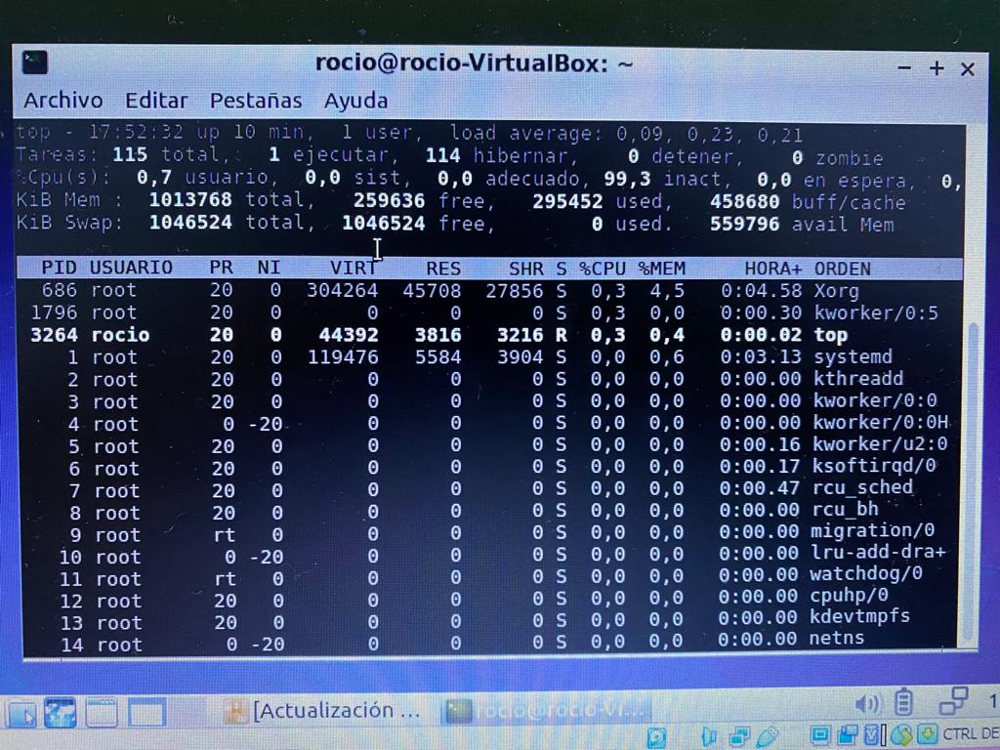 rocio@rocio-VirtualBox: ~
Archivo Editar Pestañas Ayuda
top - 17:52:32 up 10 min, 1 user, load average: 0,09, 0,23, 0,21
Tareas: 115 total, 1 ejecutar, 114 hibernar, 0 detener, 0 zombie
%Cpu(s): 0,7 usuario, 0,0 sist, 0,0 adecuado, 99,3 inact, 0,0 en espera, 0,
KiB Mem : 1013768 total, 259636 free, 295452 used, 458680 buff/cache
KiB Swap: 1046524 total, 1046524 free, 0 used. 559796 avail Mem
PID USUARIO PR NI VIRT RES SHR S %CPU %MEM HORA+ ORDEN
686 root 20 0 304264 45708 27856 S 0,3 4,5 0:04.58 Xorg
1796 root 20 0 0 0 0 S 0,3 0,0 0:00.30 kworker/0:5
3264 rocio 20 0 44392 3816 3216 R 0,3 0,4 0:00.02 top
1 root 20 0 119476 5584 3904 S 0,0 0,6 0:03.13 systemd
2 root 20 0 0 0 0 S 0,0 0,0 0:00.00 kthreadd
3 root 20 0 0 0 0 S 0,0 0,0 0:00.00 kworker/0:0
4 root 0 -20 0 0 0 S 0,0 0,0 0:00.00 kworker/0:0H
5 root 20 0 0 0 0 S 0,0 0,0 0:00.16 kworker/u2:0
6 root 20 0 0 0 0 S 0,0 0,0 0:00.17 ksoftirqd/0
7 root 20 0 0 0 0 S 0,0 0,0 0:00.47 rcu_sched
8 root 20 0 0 0 0 S 0,0 0,0 0:00.00 rcu_bh
9 root rt 0 0 0 0 S 0,0 0,0 0:00.00 migration/0
10 root 0 -20 0 0 0 S 0,0 0,0 0:00.00 lru-add-dra+
11 root rt 0 0 0 0 S 0,0 0,0 0:00.00 watchdog/0
12 root 20 0 0 0 0 S 0,0 0,0 0:00.00 cpuhp/0
13 root 20 0 0 0 0 S 0,0 0,0 0:00.00 kdevtmpfs
14 root 0 -20 0 0 0 S 0,0 0,0 0:00.00 netns
[Actualización ... rocio@rocio-Vi... 1
CTRL DE